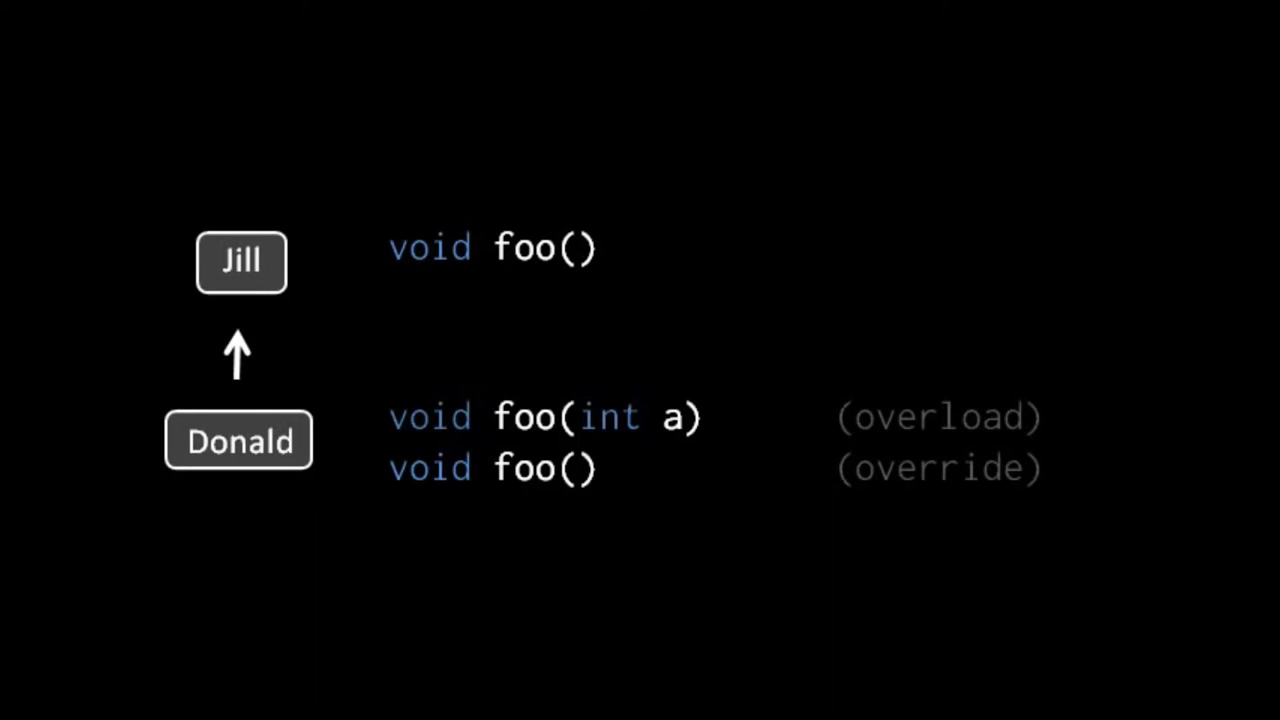 Jill
void foo()
Donald
void foo(int a) (overload)
void foo() (override)